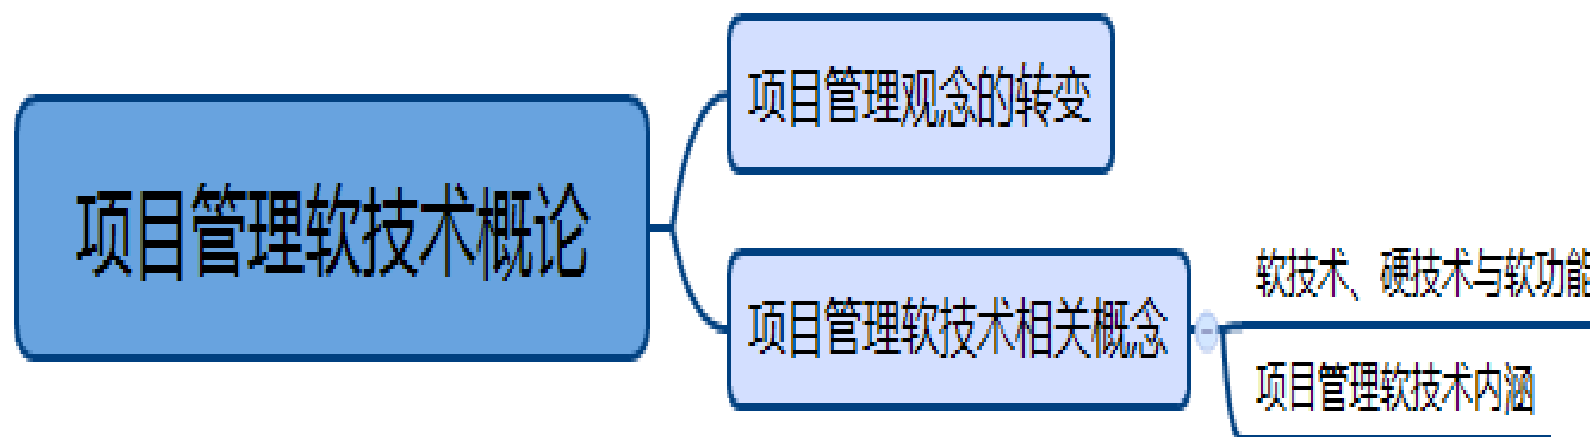 项目管理软技术概论
项目管理观念的转变
项目管理软技术相关概念
软技术、硬技术与软功能
项目管理软技术内涵